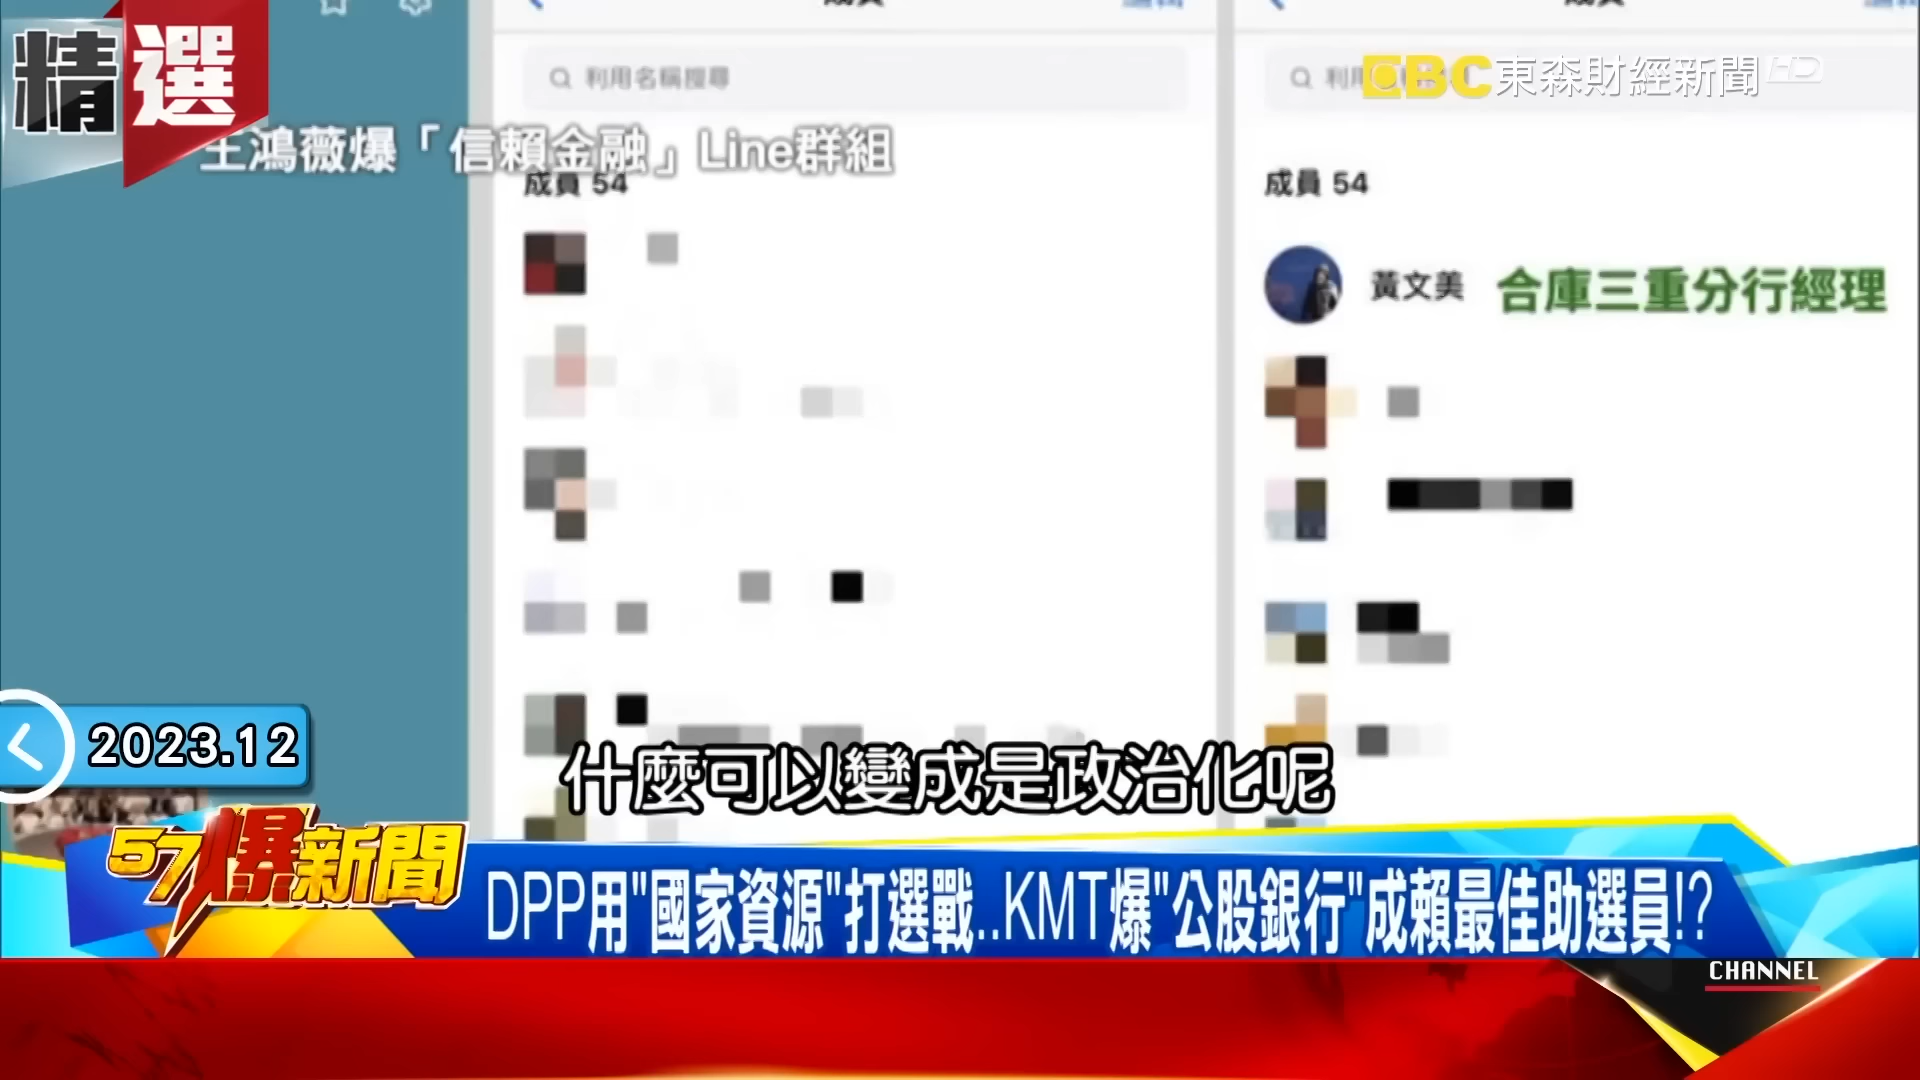 精選
利用名稱搜尋
EBC東森財經新聞HD
王鴻薇爆「信賴金融」Line群組
成員 54
成員 54
黃文美
合庫三重分行經理
2023.12
什麼可以變成是政治化呢
57爆新聞
DPP用"國家資源"打選戰..KMT爆"公股銀行"成賴最佳助選員!?
CHANNEL